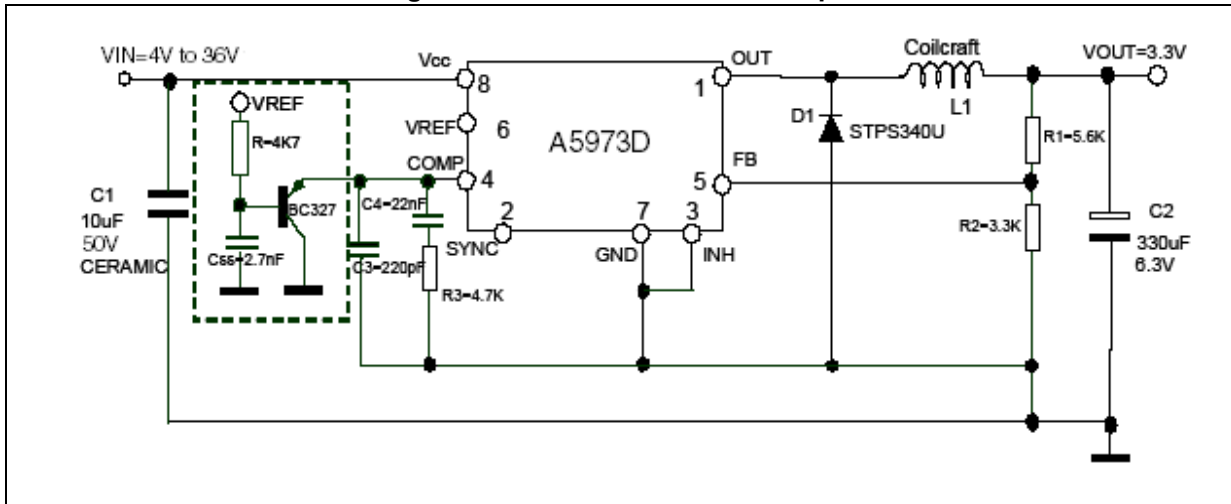 VIN=4V to 36V
Vcc
8
OUT
1
Coilcraft
L1
VOUT=3.3V
VREF
R=4K7
VREF
6
A5973D
D1
STPS340U
R1=5.6K
COMP
4
FB
5
BC327
C1
10uF
50V
CERAMIC
Css=2.7nF
C4=22nF
C3=220pF
R3=4.7K
SYNC
2
7
3
GND
INH
R2=3.3K
C2
330uF
6.3V